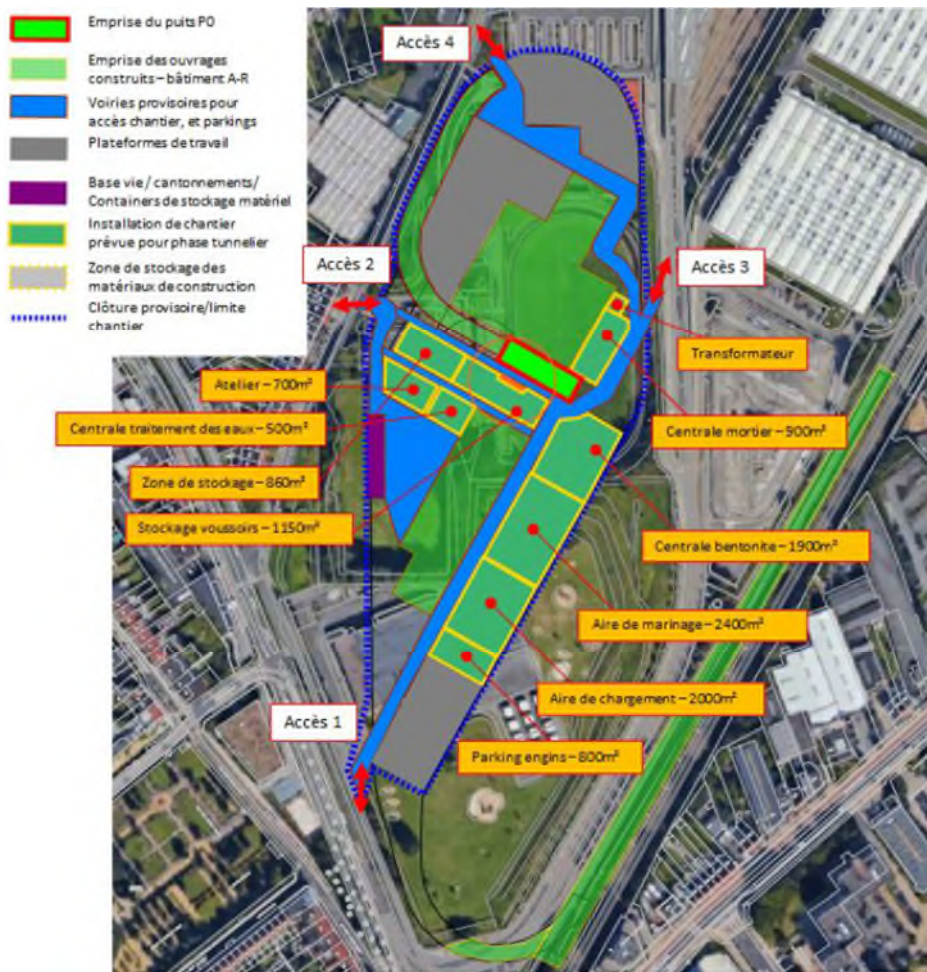 Emprise du puits PO
Emprise des ouvrages
construits – bâtiment A-R
Voiries provisoires pour
accès chantier, et parkings
Plateformes de travail
Base vie / cantonnements/
Containers de stockage matériel
Installation de chantier
prévue pour phase tunnelier
Zone de stockage des
matériaux de construction
Clôture provisoire/limite
chantier
Accès 4
Accès 2
Accès 3
Transformateur
Atelier – 700m²
Centrale traitement des eaux – 500m²
Centrale mortier – 900m²
Zone de stockage – 860m²
Stockage voussoirs – 1150m²
Centrale bentonite – 1900m²
Aire de marinage – 2400m²
Aire de chargement – 2000m²
Accès 1
Parking engins – 800m²